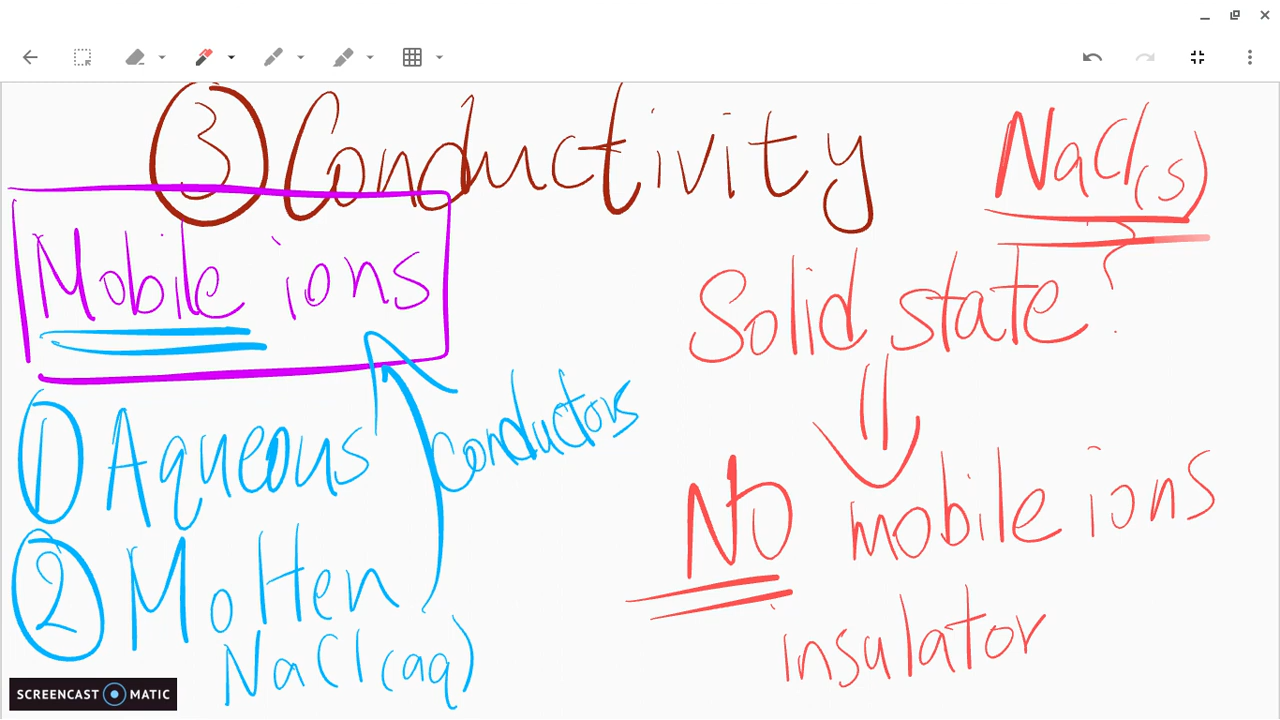 ③ Conductivity
NaCl(s)
Mobile ions
Solid state?
① Aqueous
conductors
② Molten
NaCl(aq)
NO mobile ions
insulator
SCREENCAST MATIC